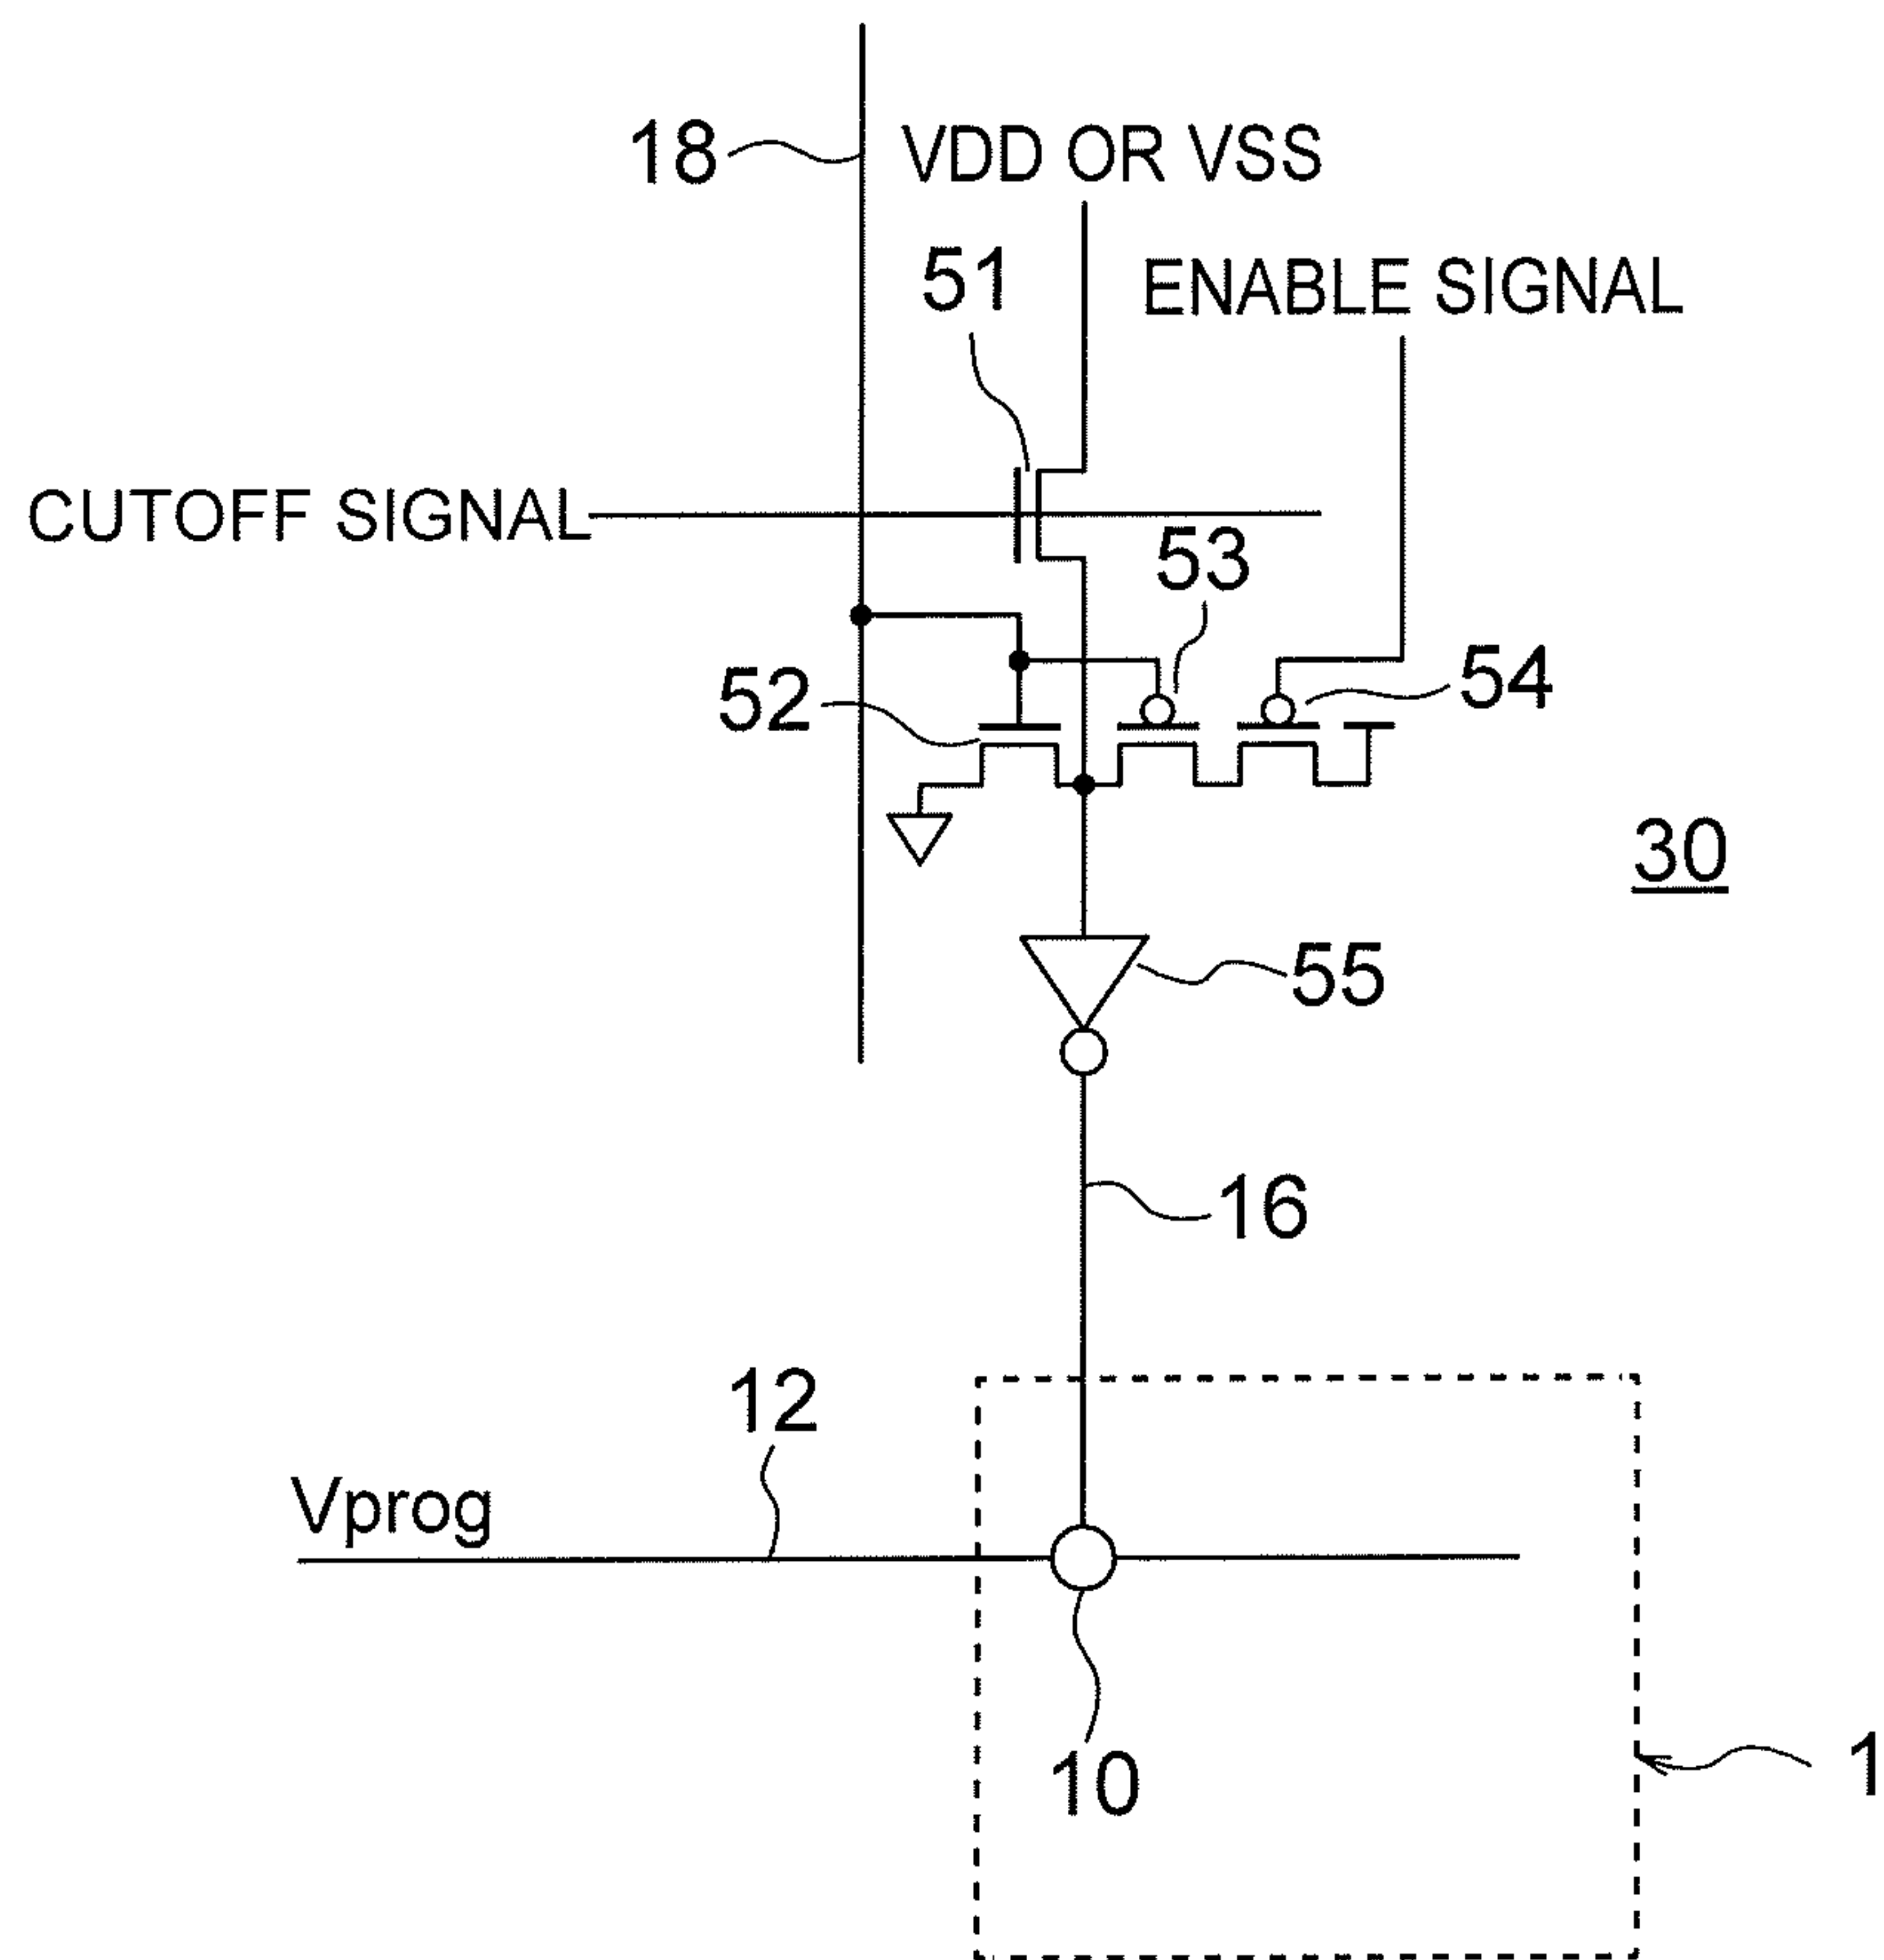 18
VDD OR VSS
51
ENABLE SIGNAL
CUTOFF SIGNAL
53
52
54
30
55
16
12
Vprog
10
1